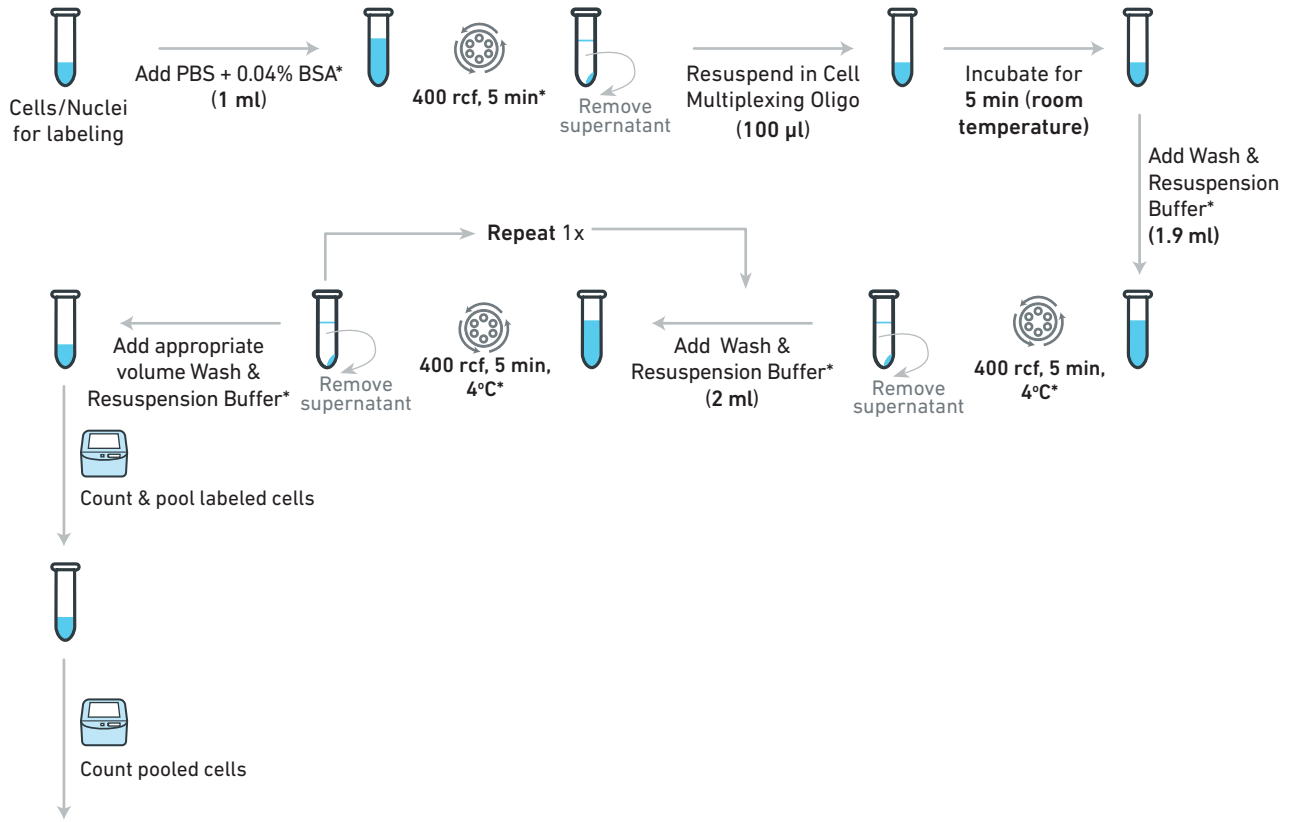 Cells/Nuclei
for labeling
Add PBS + 0.04% BSA*
(1 ml)
400 rcf, 5 min*
Remove
supernatant
Resuspend in Cell
Multiplexing Oligo
(100 µl)
Incubate for
5 min (room
temperature)
Add Wash &
Resuspension
Buffer*
(1.9 ml)
400 rcf, 5 min,
4ºC*
Remove
supernatant
Add Wash &
Resuspension Buffer*
(2 ml)
400 rcf, 5 min,
4ºC*
Remove
supernatant
Repeat 1x
Add appropriate
volume Wash &
Resuspension Buffer*
Count & pool labeled cells
Count pooled cells